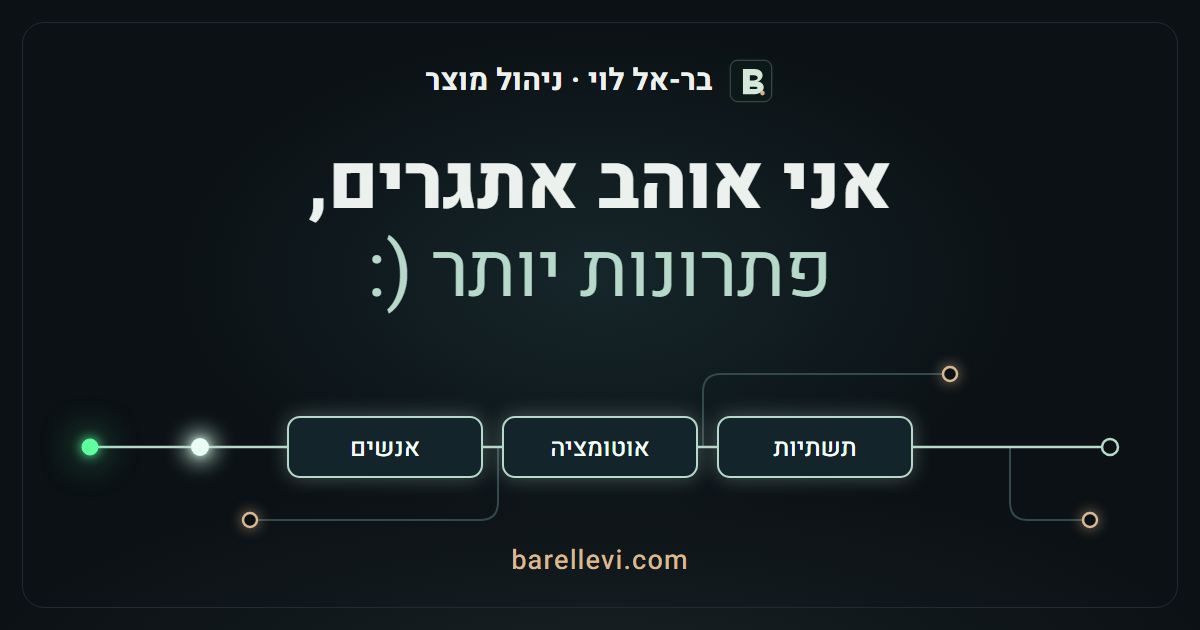 B
בר-אל לוי · ניהול מוצר
אני אוהב אתגרים,
פתרונות יותר (:
תשתיות
אוטומציה
אנשים
barellevi.com